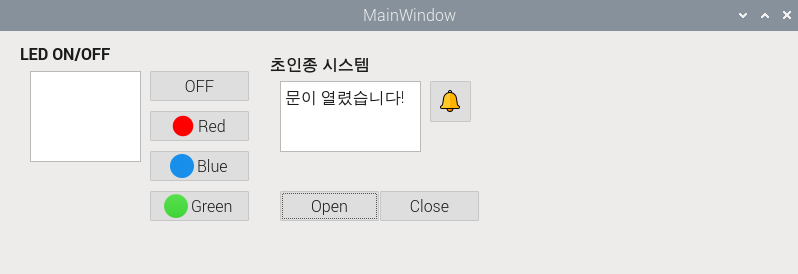 MainWindow
LED ON/OFF
OFF
Red
Blue
Green
초인종 시스템
문이 열렸습니다!
Open
Close